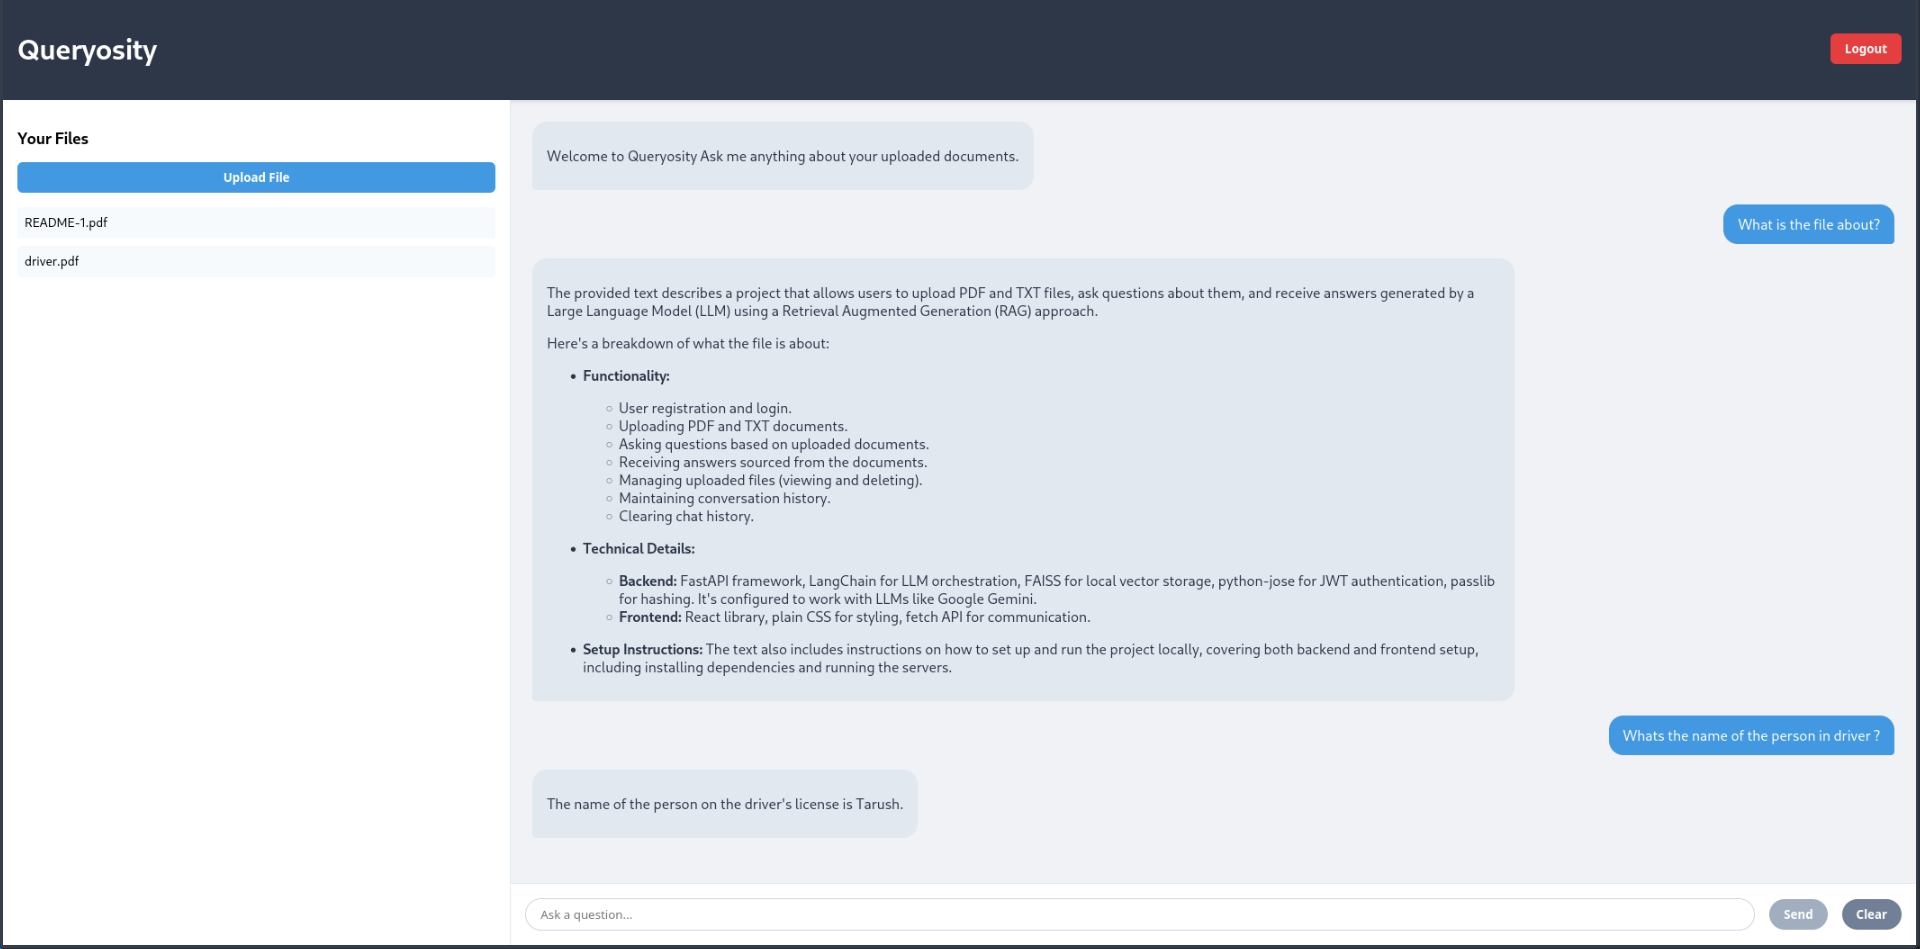 Queryosity
Logout
Your Files
Upload File
README-1.pdf
driver.pdf
Welcome to Queryosity Ask me anything about your uploaded documents.
What is the file about?
The provided text describes a project that allows users to upload PDF and TXT files, ask questions about them, and receive answers generated by a
Large Language Model (LLM) using a Retrieval Augmented Generation (RAG) approach.
Here's a breakdown of what the file is about:
• Functionality:
○ User registration and login.
○ Uploading PDF and TXT documents.
○ Asking questions based on uploaded documents.
○ Receiving answers sourced from the documents.
○ Managing uploaded files (viewing and deleting).
○ Maintaining conversation history.
○ Clearing chat history.
• Technical Details:
○ Backend: FastAPI framework, LangChain for LLM orchestration, FAISS for local vector storage, python-jose for JWT authentication, passlib
for hashing. It's configured to work with LLMs like Google Gemini.
○ Frontend: React library, plain CSS for styling, fetch API for communication.
• Setup Instructions: The text also includes instructions on how to set up and run the project locally, covering both backend and frontend setup,
including installing dependencies and running the servers.
Whats the name of the person in driver ?
The name of the person on the driver's license is Tarush.
Ask a question...
Send
Clear